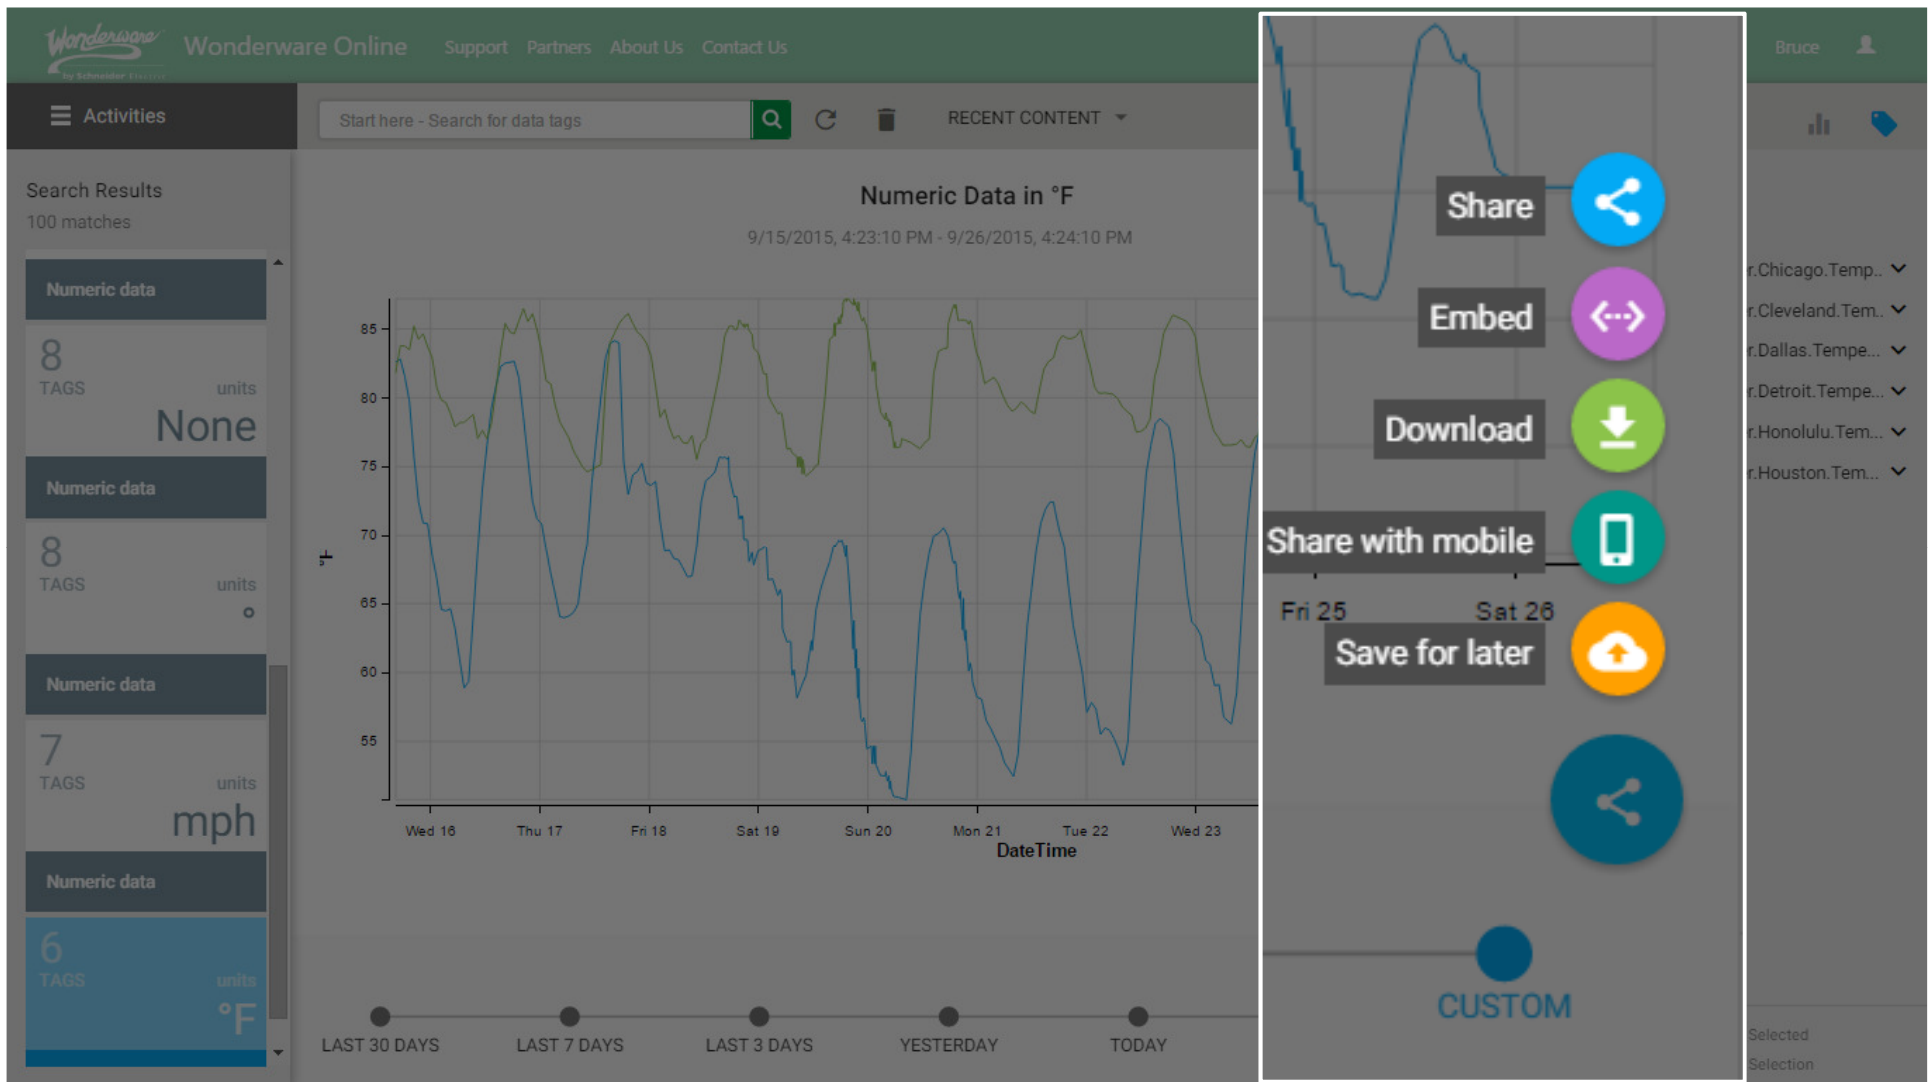 Wonderware
by Schneider Electric
Wonderware Online
Support Partners About Us Contact Us
Bruce
Activities
Start here - Search for data tags
RECENT CONTENT
Search Results
100 matches
Numeric data
8
TAGS units
None
Numeric data
8
TAGS units
°
Numeric data
7
TAGS units
mph
Numeric data
6
TAGS units
°F
Numeric Data in °F
9/15/2015, 4:23:10 PM - 9/26/2015, 4:24:10 PM
85
80
75
70
65
60
55
°F
Wed 16 Thu 17 Fri 18 Sat 19 Sun 20 Mon 21 Tue 22 Wed 23
DateTime
LAST 30 DAYS LAST 7 DAYS LAST 3 DAYS YESTERDAY TODAY
Share
Embed
Download
Share with mobile
Fri 25 Sat 26
Save for later
CUSTOM
r.Chicago.Temp..
r.Cleveland.Tem..
r.Dallas.Tempe...
r.Detroit.Tempe...
r.Honolulu.Tem...
r.Houston.Tem...
Selected
Selection